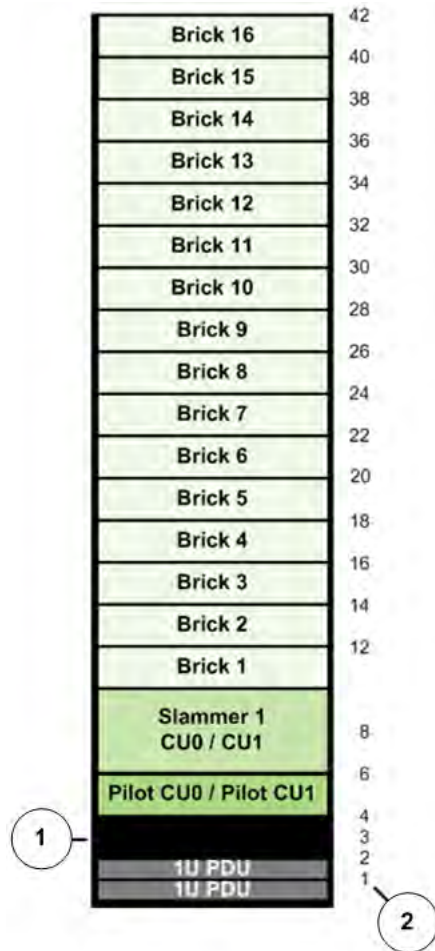 42
Brick 16
40
Brick 15
38
Brick 14
36
Brick 13
34
Brick 12
32
Brick 11
30
Brick 10
28
Brick 9
26
Brick 8
24
Brick 7
22
Brick 6
20
Brick 5
18
Brick 4
16
Brick 3
14
Brick 2
12
Brick 1
Slammer 1
CU0 / CU1
8
6
Pilot CU0 / Pilot CU1
4
1
3
2
1U PDU
1
1U PDU
2